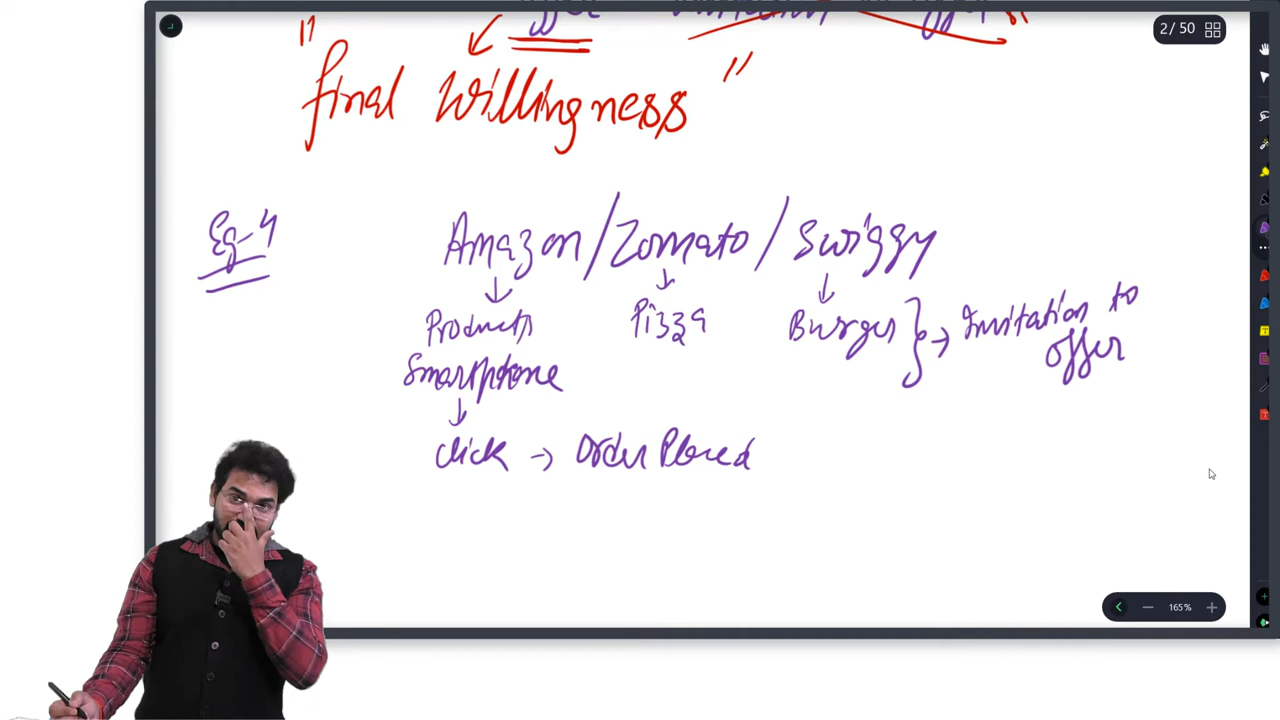 2/ 50
" final Willingness "
Eg-4
Amazon / Zomato / Swiggy
Products Pizza Burger } → Invitation to offer
Smartphone
click → Order Placed
165%